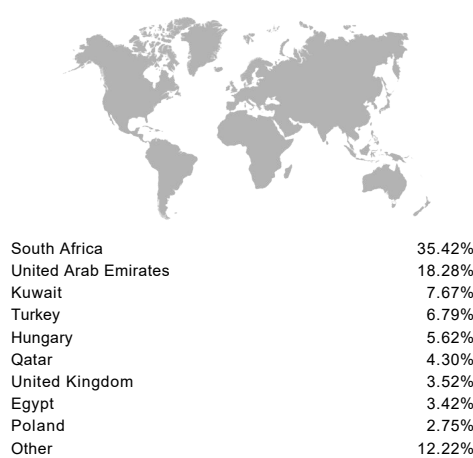 South Africa 35.42%
United Arab Emirates 18.28%
Kuwait 7.67%
Turkey 6.79%
Hungary 5.62%
Qatar 4.30%
United Kingdom 3.52%
Egypt 3.42%
Poland 2.75%
Other 12.22%